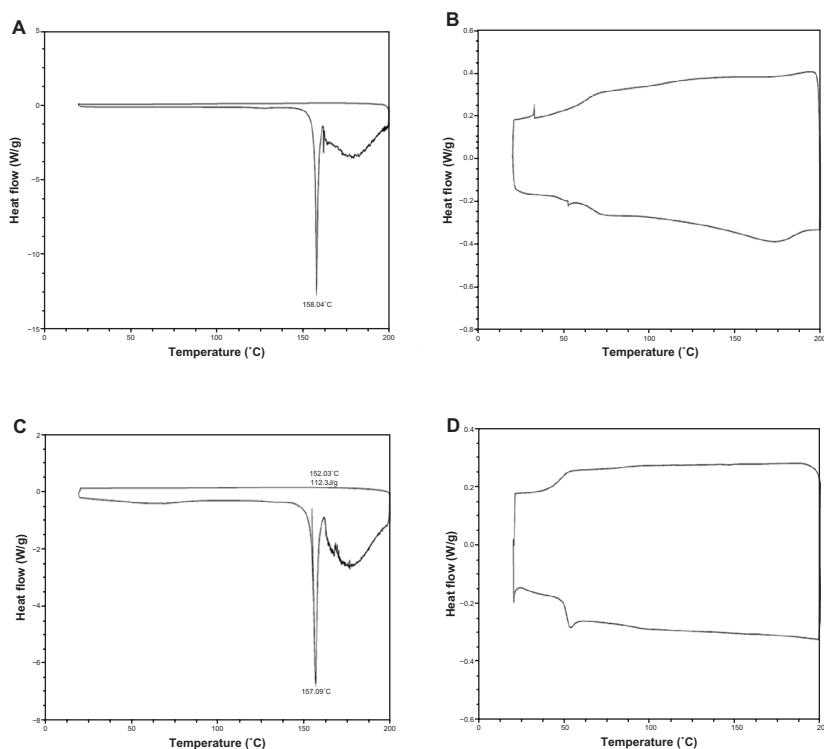 A
Heat flow (W/g)
5
0
−5
−10
−15
158.04˚C
0
50
100
150
200
Temperature (˚C)
B
Heat flow (W/g)
0.6
0.4
0.2
0.0
−0.2
−0.4
−0.6
−0.8
0
50
100
150
200
Temperature (˚C)
C
Heat flow (W/g)
2
0
−2
−4
−6
−8
152.03˚C
112.3J/g
157.09˚C
0
50
100
150
200
Temperature (˚C)
D
Heat flow (W/g)
0.4
0.2
0.0
−0.2
−0.4
−0.6
0
50
100
150
200
Temperature (˚C)